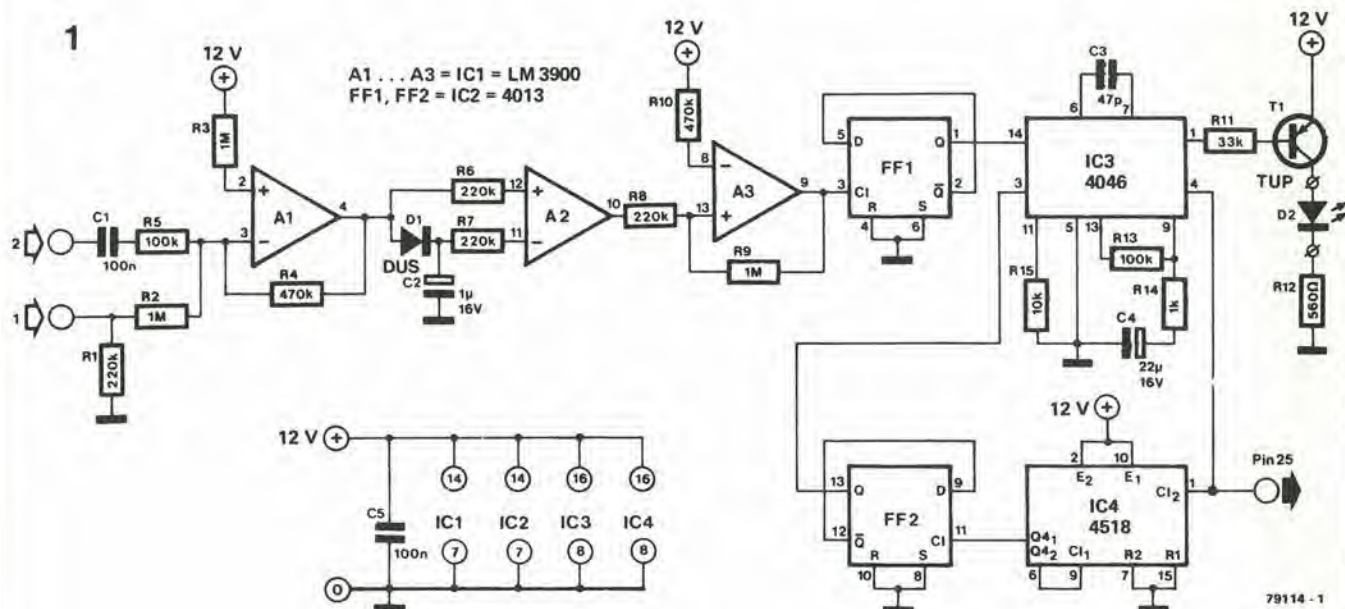 1
12 V
A1 . . . A3 = IC1 = LM 3900
FF1, FF2 = IC2 = 4013
R3
1M
2
+
A1
4
3
−
2
C1
100n
R5
100k
R4
470k
1
R2
1M
R1
220k
R6
220k
D1
DUS
R7
220k
C2
1µ
16V
12
+
A2
11
−
10
R8
220k
12 V
R10
470k
8
−
A3
9
13
+
R9
1M
5
D
Q
1
FF1
3
Cl
Q
2
R
S
4
6
C3
47p
6
7
14
1
IC3
4046
3
4
11
5
13
9
R11
33k
12 V
T1
TUP
D2
R12
560Ω
R13
100k
R14
1k
R15
10k
C4
22µ
16V
12 V
+
14
14
16
16
C5
100n
IC1
IC2
IC3
IC4
7
7
8
8
0
13
Q
D
9
FF2
12
Q
Cl
11
R
S
10
8
12 V
2
10
E2
E1
Cl2
1
IC4
4518
Q41
Q42
Cl1
R2
R1
6
9
7
15
Pin 25
79114 - 1